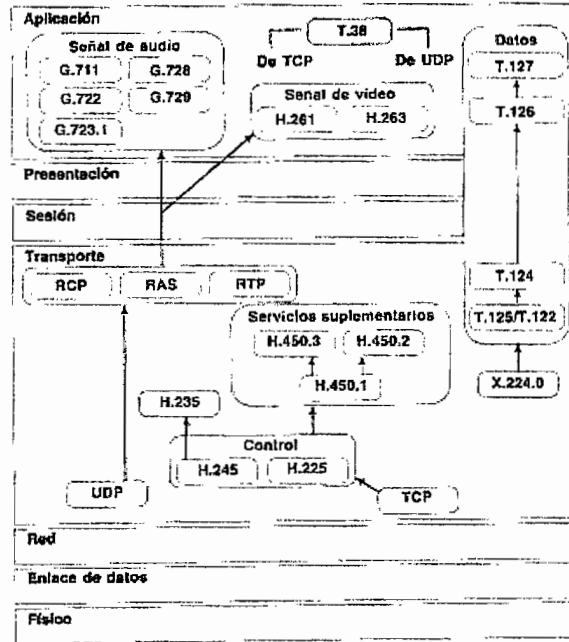 Aplicación
T.38
Señal de audio
De TCP
De UDP
Datos
G.711
G.728
T.127
G.722
G.729
Senal de video
H.261
H.263
T.126
G.723.1
Presentación
Sesión
Transporte
RCP
RAS
RTP
T.124
Servicios suplementarios
T.125/T.122
H.450.3
H.450.2
H.450.1
X.224.0
H.235
Control
H.245
H.225
UDP
TCP
Red
Enlace de datos
Físico